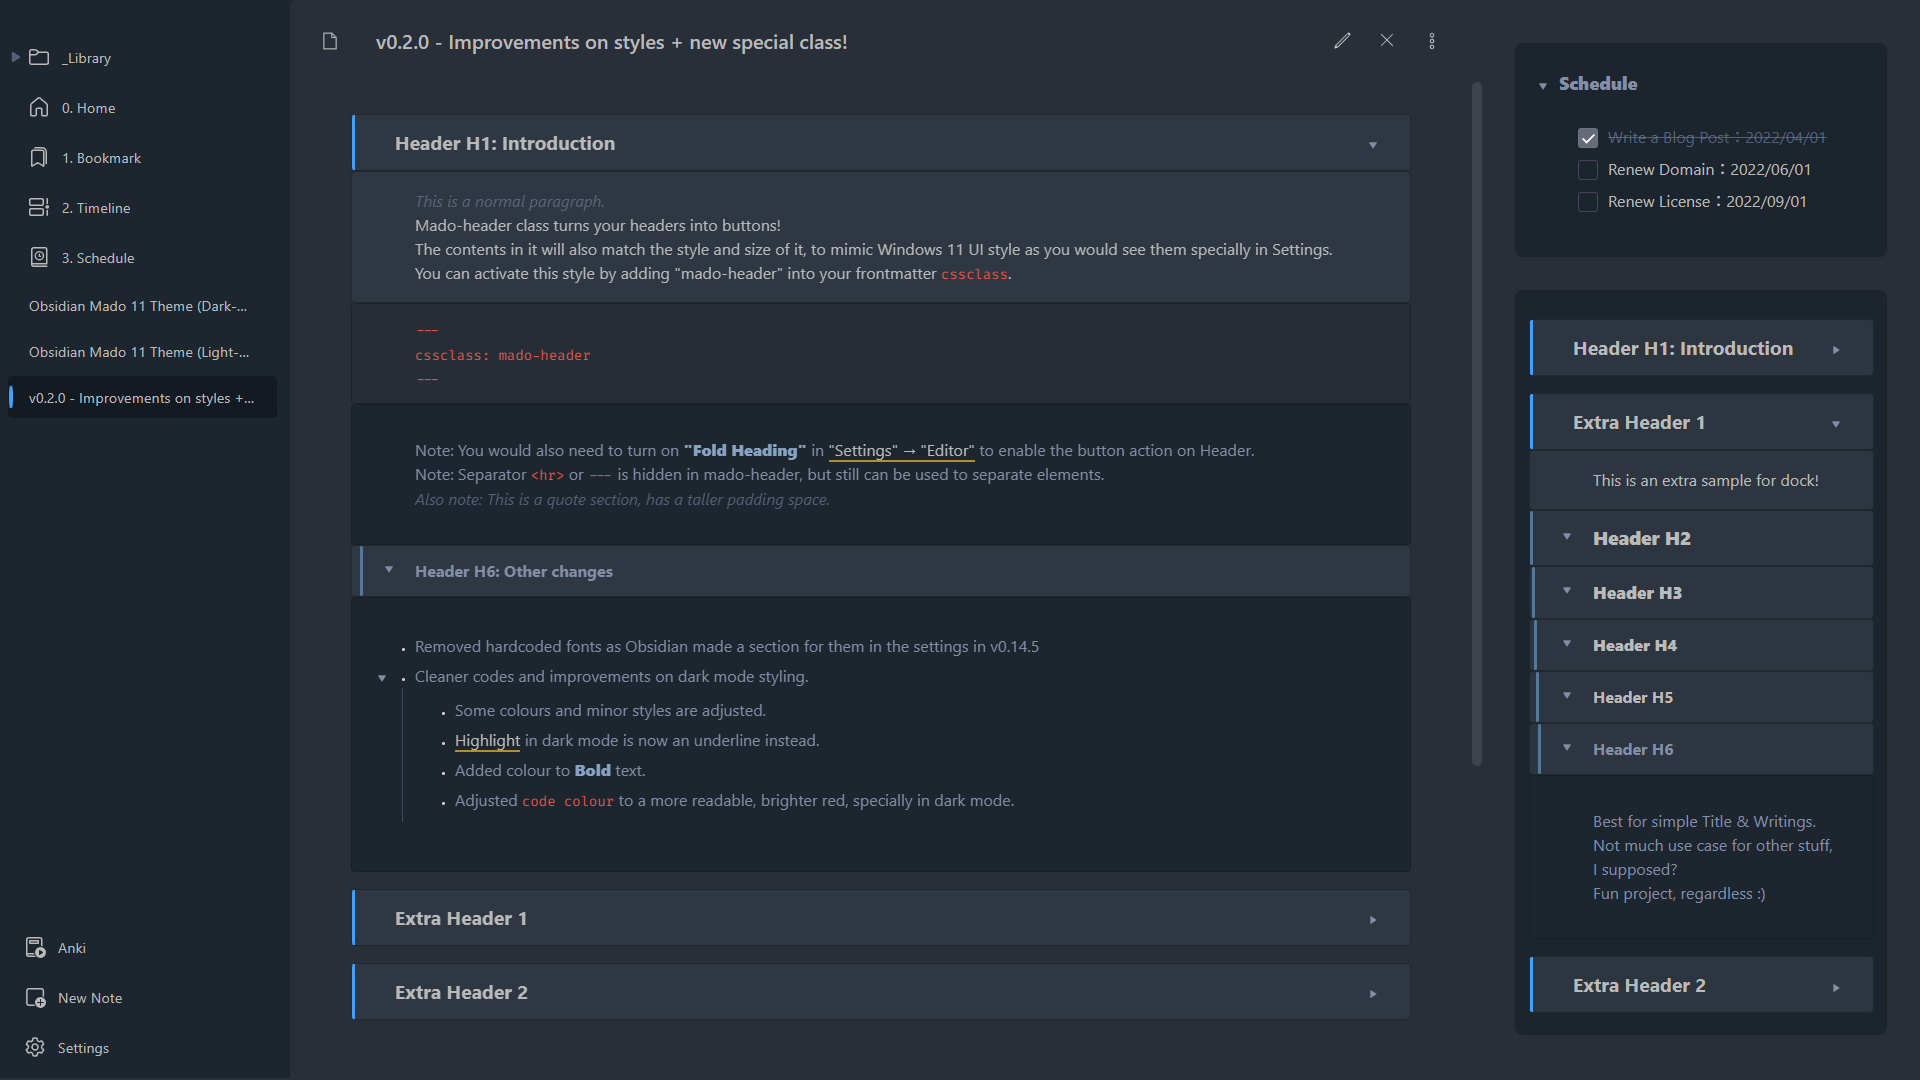 _Library
0. Home
1. Bookmark
2. Timeline
3. Schedule
Obsidian Mado 11 Theme (Dark-...
Obsidian Mado 11 Theme (Light-...
v0.2.0 - Improvements on styles +...
Anki
New Note
Settings
v0.2.0 - Improvements on styles + new special class!
Header H1: Introduction
This is a normal paragraph.
Mado-header class turns your headers into buttons!
The contents in it will also match the style and size of it, to mimic Windows 11 UI style as you would see them specially in Settings.
You can activate this style by adding "mado-header" into your frontmatter cssclass.
---
cssclass: mado-header
---
Note: You would also need to turn on "Fold Heading" in "Settings" → "Editor" to enable the button action on Header.
Note: Separator <hr> or --- is hidden in mado-header, but still can be used to separate elements.
Also note: This is a quote section, has a taller padding space.
Header H6: Other changes
• Removed hardcoded fonts as Obsidian made a section for them in the settings in v0.14.5
• Cleaner codes and improvements on dark mode styling.
• Some colours and minor styles are adjusted.
• Highlight in dark mode is now an underline instead.
• Added colour to Bold text.
• Adjusted code colour to a more readable, brighter red, specially in dark mode.
Extra Header 1
Extra Header 2
Schedule
Write a Blog Post：2022/04/01
Renew Domain：2022/06/01
Renew License：2022/09/01
Header H1: Introduction
Extra Header 1
This is an extra sample for dock!
Header H2
Header H3
Header H4
Header H5
Header H6
Best for simple Title & Writings.
Not much use case for other stuff,
I supposed?
Fun project, regardless :)
Extra Header 2